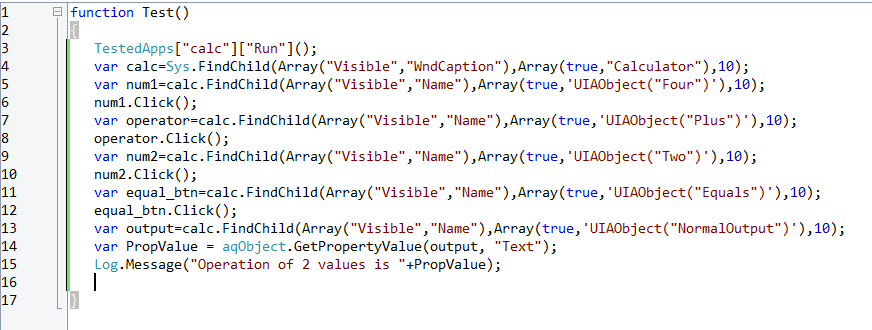 1 function Test()
2 {
3 TestedApps["calc"]["Run"]();
4 var calc=Sys.FindChild(Array("Visible","WndCaption"),Array(true,"Calculator"),10);
5 var num1=calc.FindChild(Array("Visible","Name"),Array(true,'UIAObject("Four")'),10);
6 num1.Click();
7 var operator=calc.FindChild(Array("Visible","Name"),Array(true,'UIAObject("Plus")'),10);
8 operator.Click();
9 var num2=calc.FindChild(Array("Visible","Name"),Array(true,'UIAObject("Two")'),10);
10 num2.Click();
11 var equal_btn=calc.FindChild(Array("Visible","Name"),Array(true,'UIAObject("Equals")'),10);
12 equal_btn.Click();
13 var output=calc.FindChild(Array("Visible","Name"),Array(true,'UIAObject("NormalOutput")'),10);
14 var PropValue = aqObject.GetPropertyValue(output, "Text");
15 Log.Message("Operation of 2 values is "+PropValue);
16
17 }